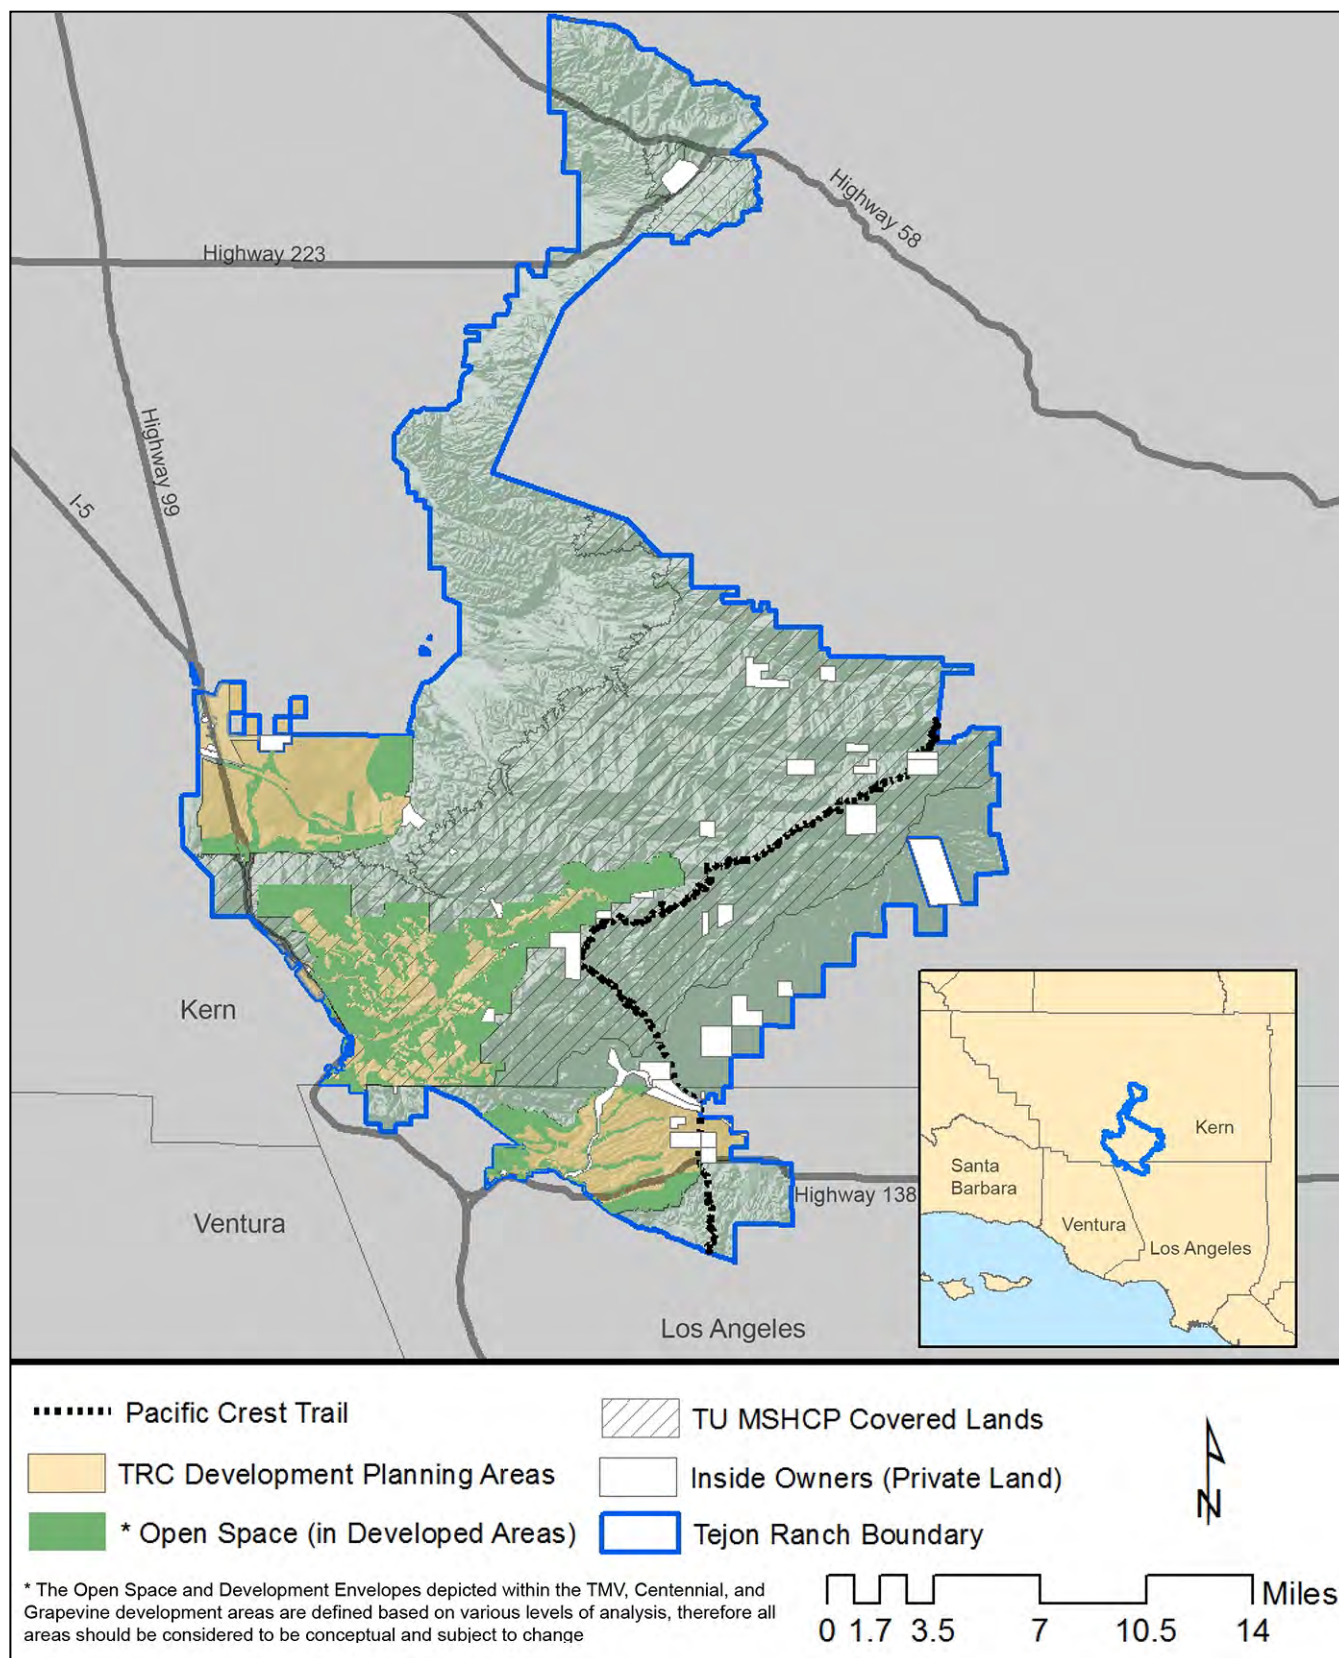 Highway 58
Highway 223
Highway 99
I-5
Kern
Ventura
Highway 138
Los Angeles
Kern
Santa
Barbara
Ventura
Los Angeles
Pacific Crest Trail
TRC Development Planning Areas
* Open Space (in Developed Areas)
TU MSHCP Covered Lands
Inside Owners (Private Land)
Tejon Ranch Boundary
N
* The Open Space and Development Envelopes depicted within the TMV, Centennial, and
Grapevine development areas are defined based on various levels of analysis, therefore all
areas should be considered to be conceptual and subject to change
Miles
0 1.7 3.5 7 10.5 14